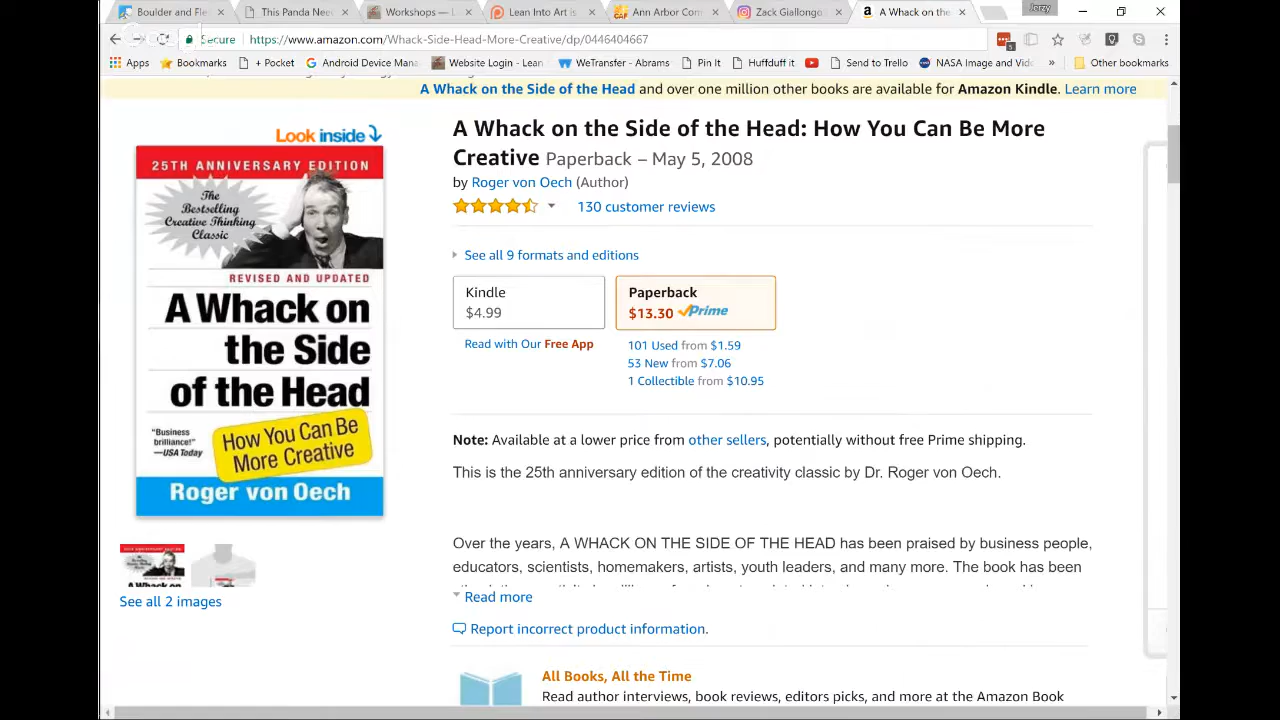 Boulder and Fle
This Panda Nee
Workshops — L
Lean Into Art is
Ann Arbor Com
Zack Giallong
A Whack on the
Jerzy
Secure
https://www.amazon.com/Whack-Side-Head-More-Creative/dp/0446404667
5
Apps
Bookmarks
+ Pocket
Android Device Man
Website Login - Lean
WeTransfer - Abrams
Pin It
Huffduff it
Send to Trello
NASA Image and Vid
»
Other bookmarks
A Whack on the Side of the Head and over one million other books are available for Amazon Kindle. Learn more
Look inside
25TH ANNIVERSARY EDITION
The
Bestselling
Creative Thinking
Classic
REVISED AND UPDATED
A Whack on
the Side
of the Head
"Business
brilliance!"
—USA Today
How You Can Be
More Creative
Roger von Oech
See all 2 images
A Whack on the Side of the Head: How You Can Be More
Creative Paperback – May 5, 2008
by Roger von Oech (Author)
130 customer reviews
See all 9 formats and editions
Kindle
$4.99
Paperback
$13.30 Prime
Read with Our Free App
101 Used from $1.59
53 New from $7.06
1 Collectible from $10.95
Note: Available at a lower price from other sellers, potentially without free Prime shipping.
This is the 25th anniversary edition of the creativity classic by Dr. Roger von Oech.
Over the years, A WHACK ON THE SIDE OF THE HEAD has been praised by business people,
educators, scientists, homemakers, artists, youth leaders, and many more. The book has been
Read more
Report incorrect product information.
All Books, All the Time
Read author interviews, book reviews, editors picks, and more at the Amazon Book